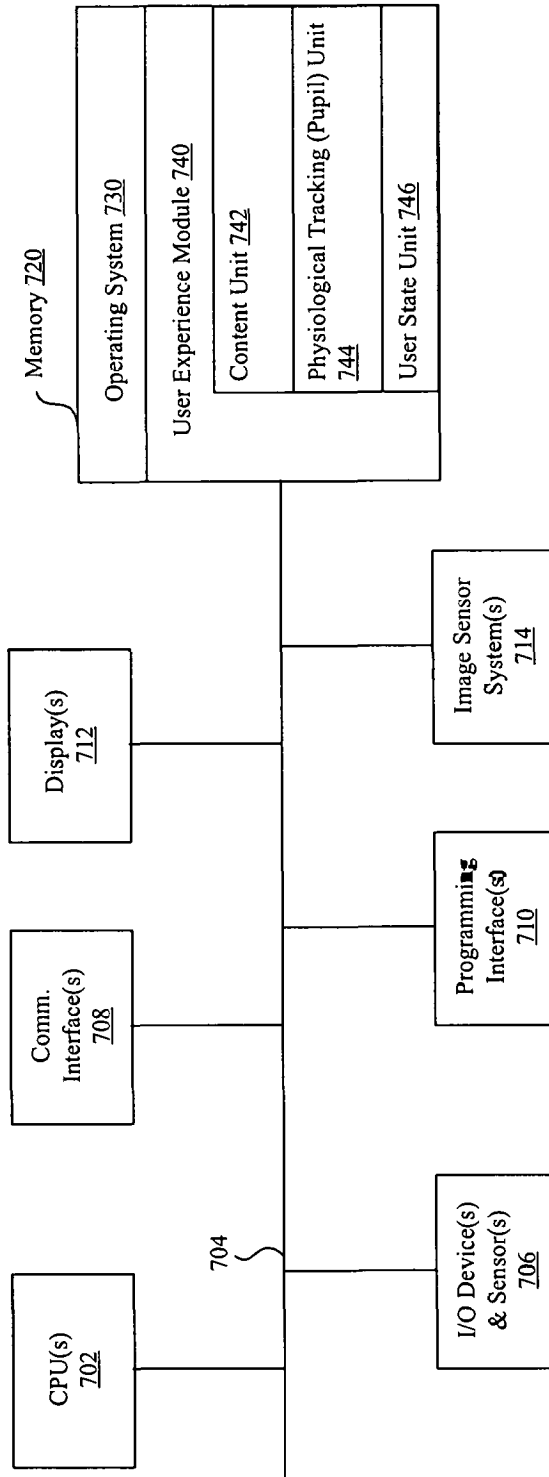 CPU(s)
702
Comm.
Interface(s)
708
Display(s)
712
Memory 720
Operating System 730
User Experience Module 740
Content Unit 742
Physiological Tracking (Pupil) Unit
744
User State Unit 746
704
I/O Device(s)
& Sensor(s)
706
Programming
Interface(s)
710
Image Sensor
System(s)
714